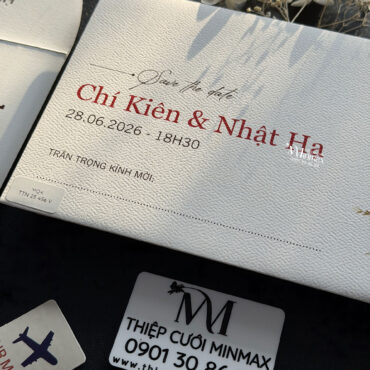 Save the date
Chí Kiên & Nhật Hạ
28.06.2026 - 18H30
TRÂN TRỌNG KÍNH MỜI:
M
THIỆP CƯỚI MINMAX
0901 30 8